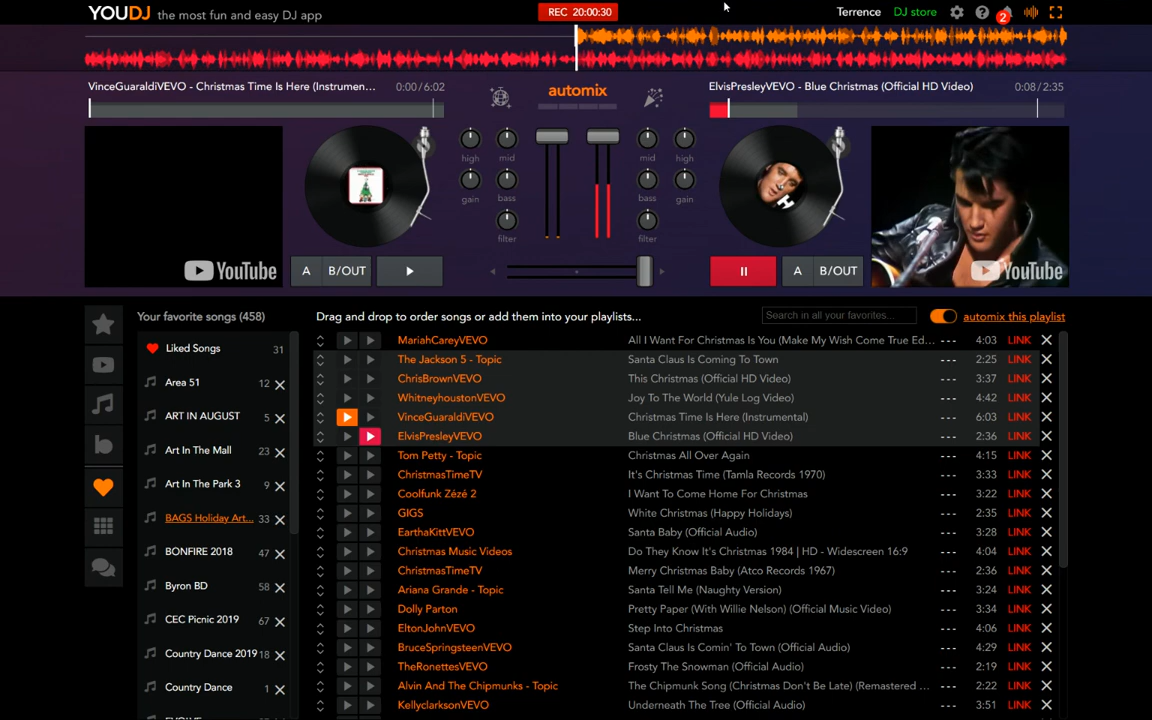 YOUDJ the most fun and easy DJ app
REC 20:00:30
Terrence DJ store 2
VinceGuaraldiVEVO - Christmas Time Is Here (Instrumen... 0:00/6:02
automix
ElvisPresleyVEVO - Blue Christmas (Official HD Video) 0:08/2:35
high mid mid high
gain bass bass gain
filter filter
YouTube
A B/OUT
A B/OUT
YouTube
Your favorite songs (458)
Drag and drop to order songs or add them into your playlists...
Search in all your favorites...
automix this playlist
Liked Songs 31
Area 51 12
ART IN AUGUST 5
Art In The Mall 23
Art In The Park 3 9
BAGS Holiday Art... 33
BONFIRE 2018 47
Byron BD 58
CEC Picnic 2019 67
Country Dance 2019 18
Country Dance 1
MariahCareyVEVO All I Want For Christmas Is You (Make My Wish Come True Ed... --- 4:03 LINK
The Jackson 5 - Topic Santa Claus Is Coming To Town --- 2:25 LINK
ChrisBrownVEVO This Christmas (Official HD Video) --- 3:37 LINK
WhitneyhoustonVEVO Joy To The World (Yule Log Video) --- 4:42 LINK
VinceGuaraldiVEVO Christmas Time Is Here (Instrumental) --- 6:03 LINK
ElvisPresleyVEVO Blue Christmas (Official HD Video) --- 2:36 LINK
Tom Petty - Topic Christmas All Over Again --- 4:15 LINK
ChristmasTimeTV It's Christmas Time (Tamla Records 1970) --- 3:33 LINK
Coolfunk Zézé 2 I Want To Come Home For Christmas --- 3:22 LINK
GIGS White Christmas (Happy Holidays) --- 2:35 LINK
EarthaKittVEVO Santa Baby (Official Audio) --- 3:28 LINK
Christmas Music Videos Do They Know It's Christmas 1984 | HD - Widescreen 16:9 --- 4:04 LINK
ChristmasTimeTV Merry Christmas Baby (Atco Records 1967) --- 2:36 LINK
Ariana Grande - Topic Santa Tell Me (Naughty Version) --- 3:24 LINK
Dolly Parton Pretty Paper (With Willie Nelson) (Official Music Video) --- 3:34 LINK
EltonJohnVEVO Step Into Christmas --- 4:06 LINK
BruceSpringsteenVEVO Santa Claus Is Comin' To Town (Official Audio) --- 4:29 LINK
TheRonettesVEVO Frosty The Snowman (Official Audio) --- 2:19 LINK
Alvin And The Chipmunks - Topic The Chipmunk Song (Christmas Don't Be Late) (Remastered ... --- 2:22 LINK
KellyclarksonVEVO Underneath The Tree (Official Audio) --- 3:51 LINK